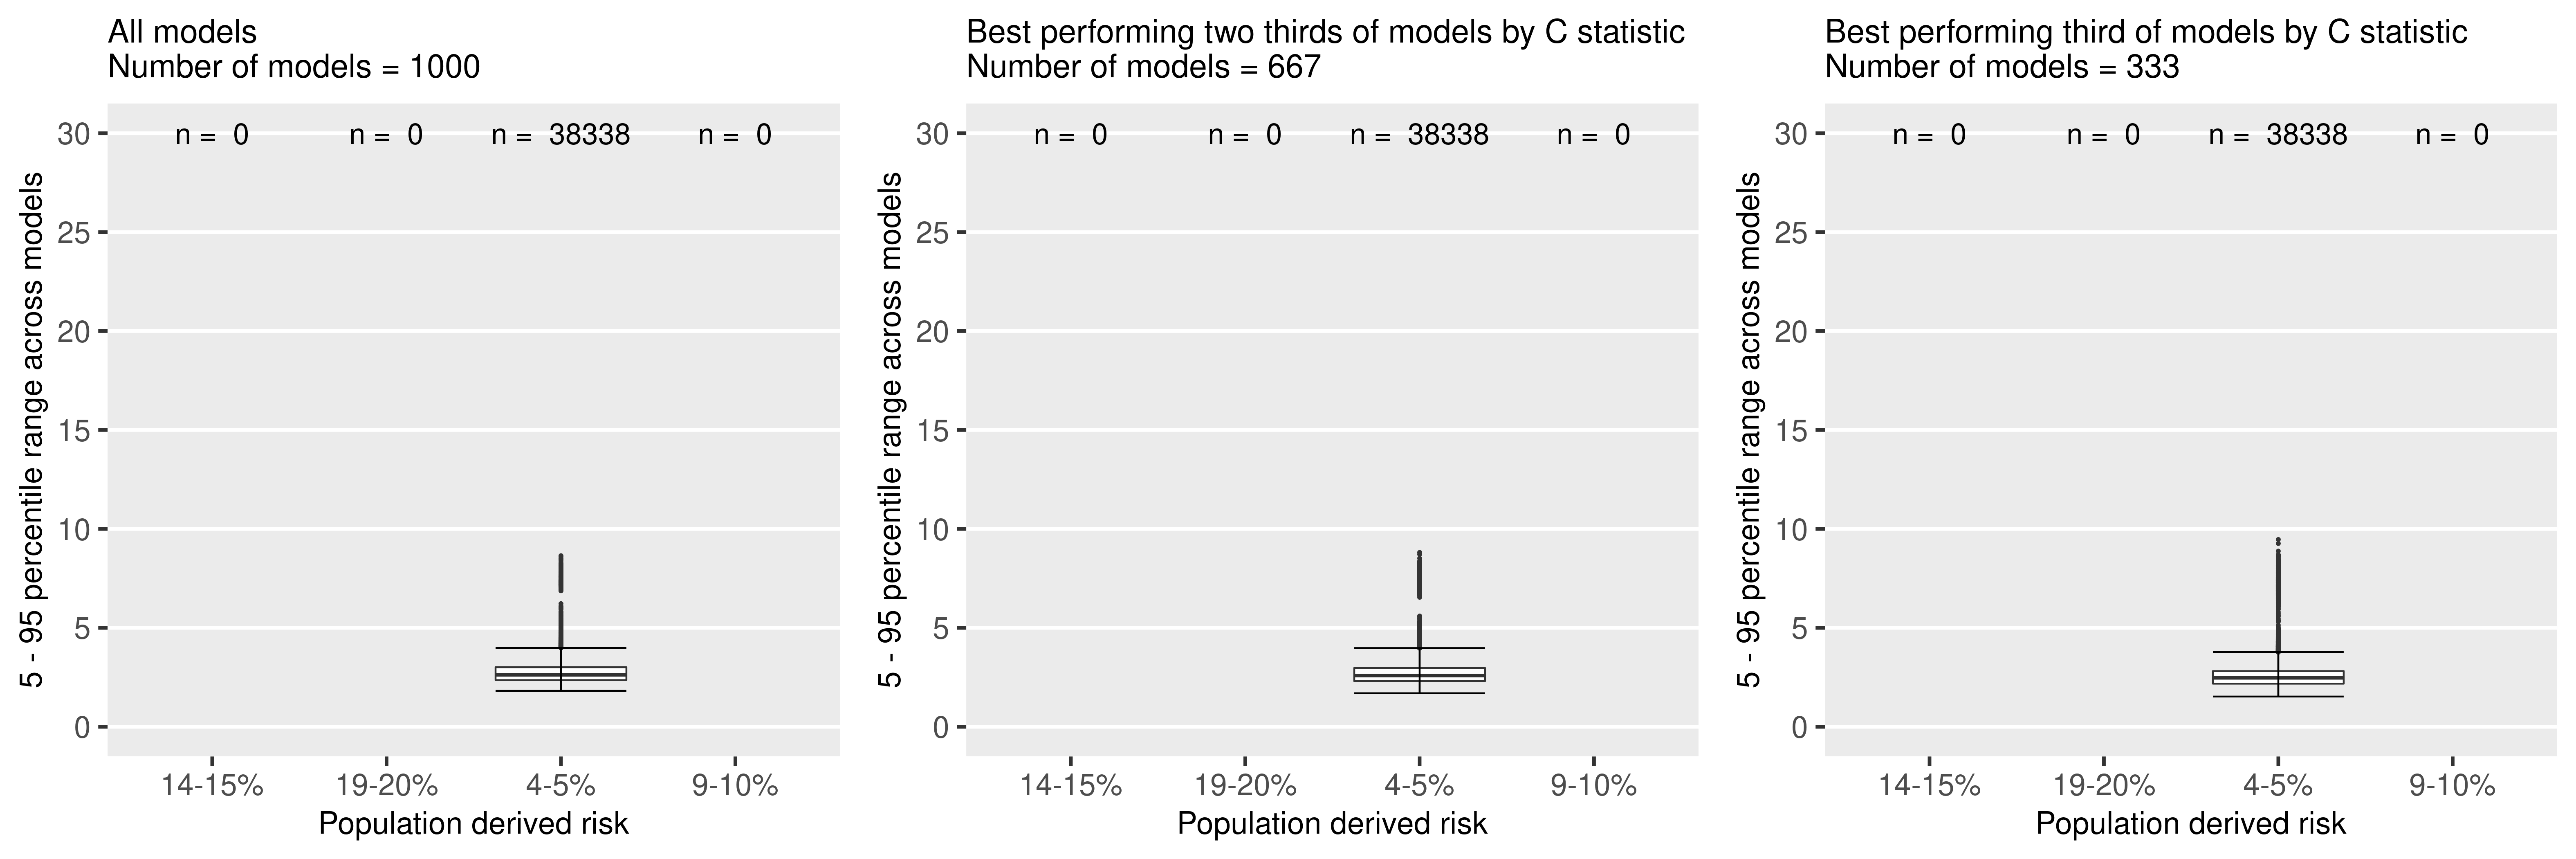 All models
Number of models = 1000
5 - 95 percentile range across models
30
25
20
15
10
5
0
n = 0 n = 0 n = 38338 n = 0
14-15% 19-20% 4-5% 9-10%
Population derived risk
Best performing two thirds of models by C statistic
Number of models = 667
5 - 95 percentile range across models
30
25
20
15
10
5
0
n = 0 n = 0 n = 38338 n = 0
14-15% 19-20% 4-5% 9-10%
Population derived risk
Best performing third of models by C statistic
Number of models = 333
5 - 95 percentile range across models
30
25
20
15
10
5
0
n = 0 n = 0 n = 38338 n = 0
14-15% 19-20% 4-5% 9-10%
Population derived risk